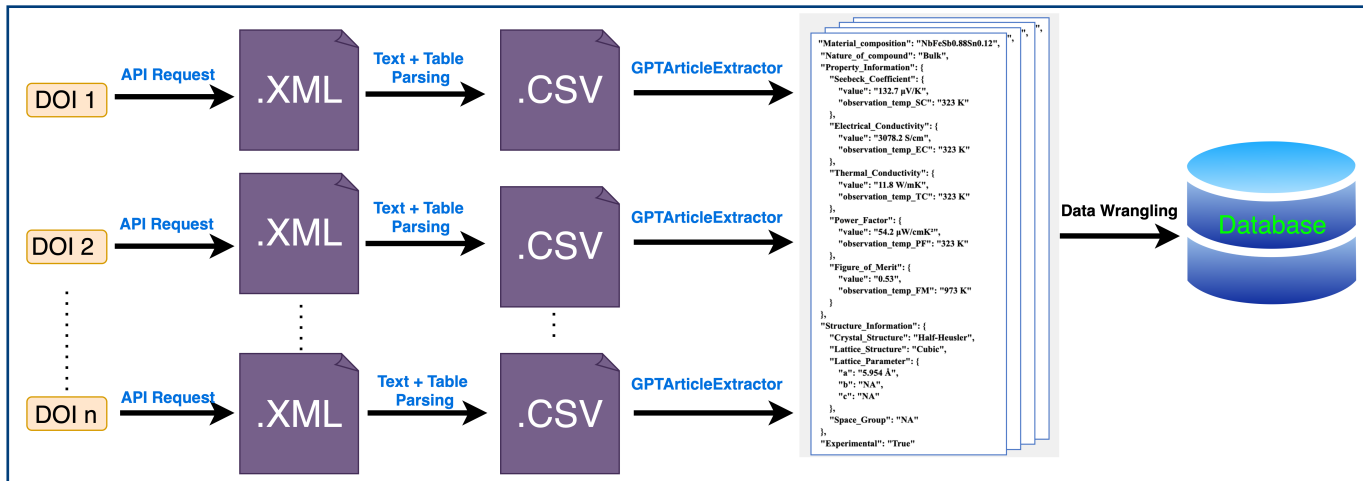 DOI 1
API Request
.XML
Text + Table
Parsing
.CSV
GPTArticleExtractor
DOI 2
API Request
.XML
Text + Table
Parsing
.CSV
GPTArticleExtractor
DOI n
API Request
.XML
Text + Table
Parsing
.CSV
GPTArticleExtractor
"Material_composition": "NbFeSb0.88Sn0.12",
"Nature_of_compound": "Bulk",
"Property_Information": {
"Seebeck_Coefficient": {
"value": "132.7 µV/K",
"observation_temp_SC": "323 K"
},
"Electrical_Conductivity": {
"value": "3078.2 S/cm",
"observation_temp_EC": "323 K"
},
"Thermal_Conductivity": {
"value": "11.8 W/mK",
"observation_temp_TC": "323 K"
},
"Power_Factor": {
"value": "54.2 µW/cmK²",
"observation_temp_PF": "323 K"
},
"Figure_of_Merit": {
"value": "0.53",
"observation_temp_FM": "973 K"
}
},
"Structure_Information": {
"Crystal_Structure": "Half-Heusler",
"Lattice_Structure": "Cubic",
"Lattice_Parameter": {
"a": "5.954 Å",
"b": "NA",
"c": "NA"
},
"Space_Group": "NA"
},
"Experimental": "True"
Data Wrangling
Database